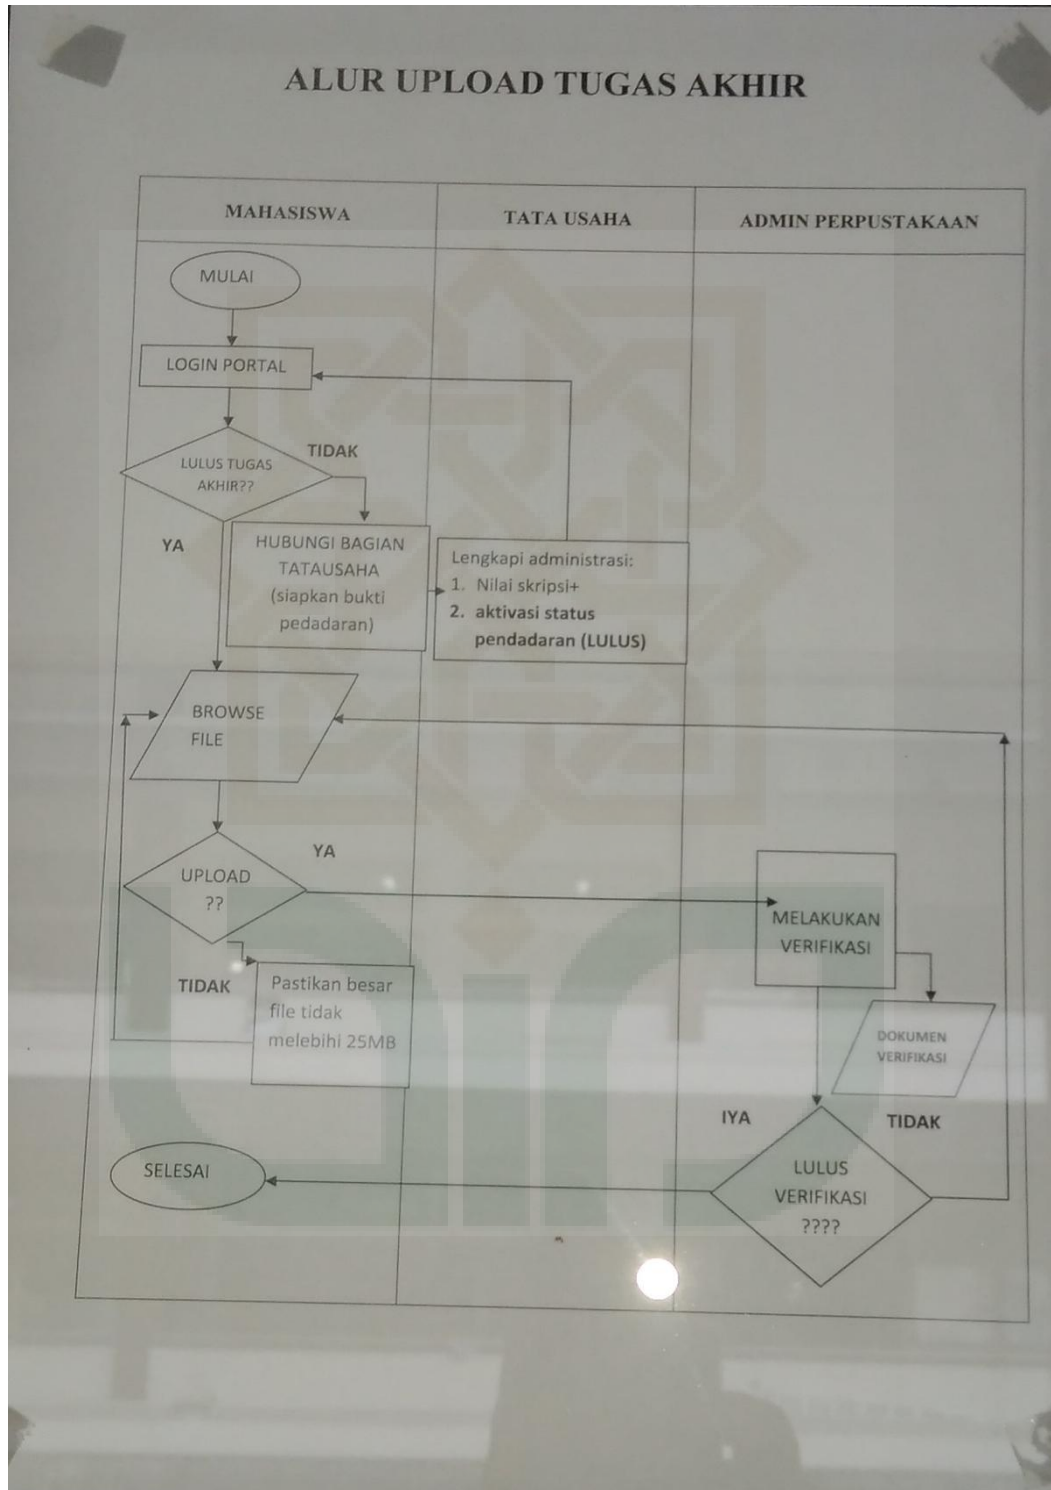 ALUR UPLOAD TUGAS AKHIR
MAHASISWA
TATA USAHA
ADMIN PERPUSTAKAAN
MULAI
LOGIN PORTAL
LULUS TUGAS
AKHIR??
TIDAK
YA
HUBUNGI BAGIAN
TATAUSAHA
(siapkan bukti
pedadaran)
Lengkapi administrasi:
1. Nilai skripsi+
2. aktivasi status
pendadaran (LULUS)
BROWSE
FILE
UPLOAD
??
YA
TIDAK
Pastikan besar
file tidak
melebihi 25MB
MELAKUKAN
VERIFIKASI
DOKUMEN
VERIFIKASI
IYA
TIDAK
LULUS
VERIFIKASI
????
SELESAI